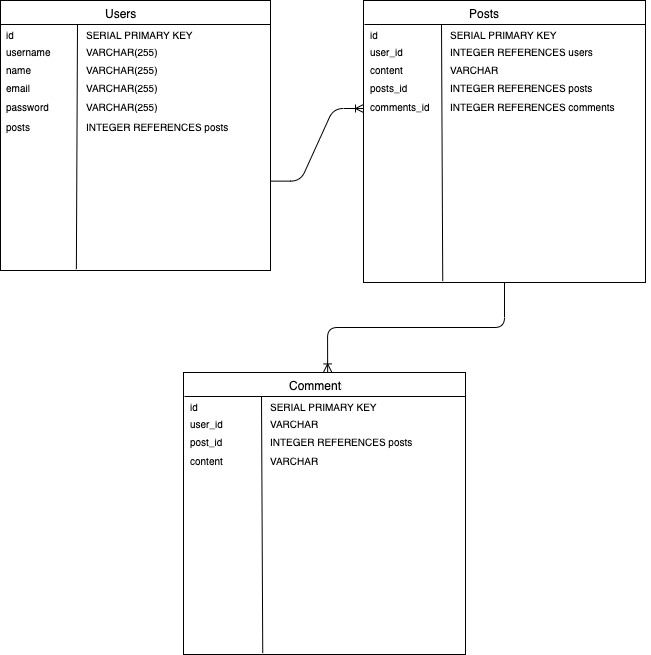 Users
id SERIAL PRIMARY KEY
username VARCHAR(255)
name VARCHAR(255)
email VARCHAR(255)
password VARCHAR(255)
posts INTEGER REFERENCES posts
Posts
id SERIAL PRIMARY KEY
user_id INTEGER REFERENCES users
content VARCHAR
posts_id INTEGER REFERENCES posts
comments_id INTEGER REFERENCES comments
Comment
id SERIAL PRIMARY KEY
user_id VARCHAR
post_id INTEGER REFERENCES posts
content VARCHAR